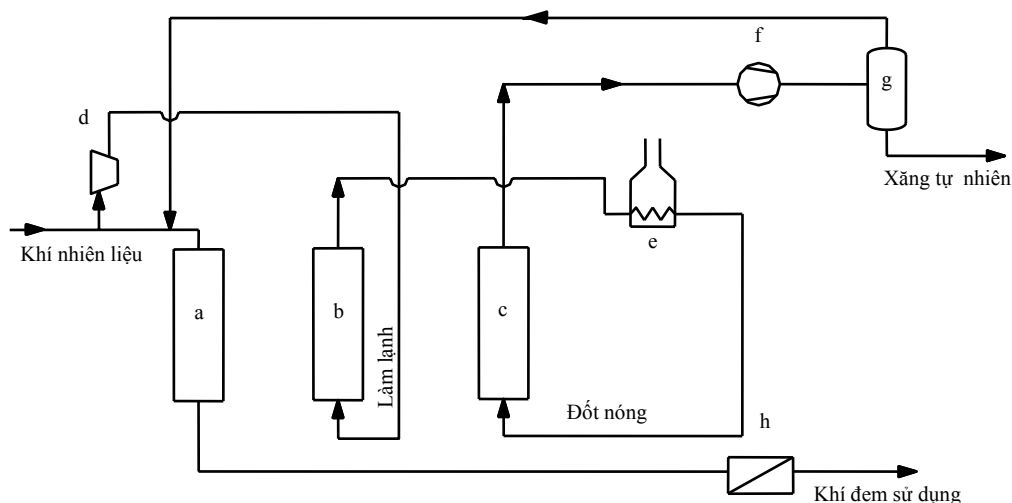 f
g
d
Xăng tự nhiên
Khí nhiên liệu
e
a
b
c
Làm lạnh
Đốt nóng
h
Khí đem sử dụng